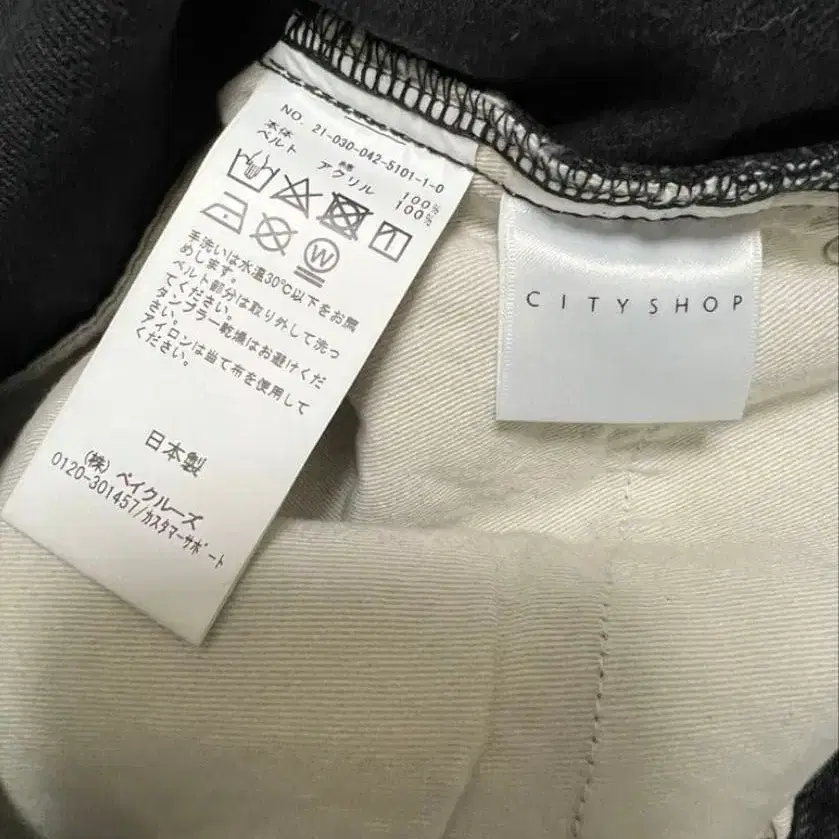 NO. 21-030-042-5101-1-0
本体 綿 100%
ベルト アクリル 100%
W
手洗いは水温30℃以下をお薦
めします。
ベルト部分は取り外して洗っ
てください。
タンブラー乾燥はお避けくだ
さい。
アイロンは当て布を使用して
ください。
日本製
(株) ベイクルーズ
0120-301457/カスタマーサポート
CITYSHOP